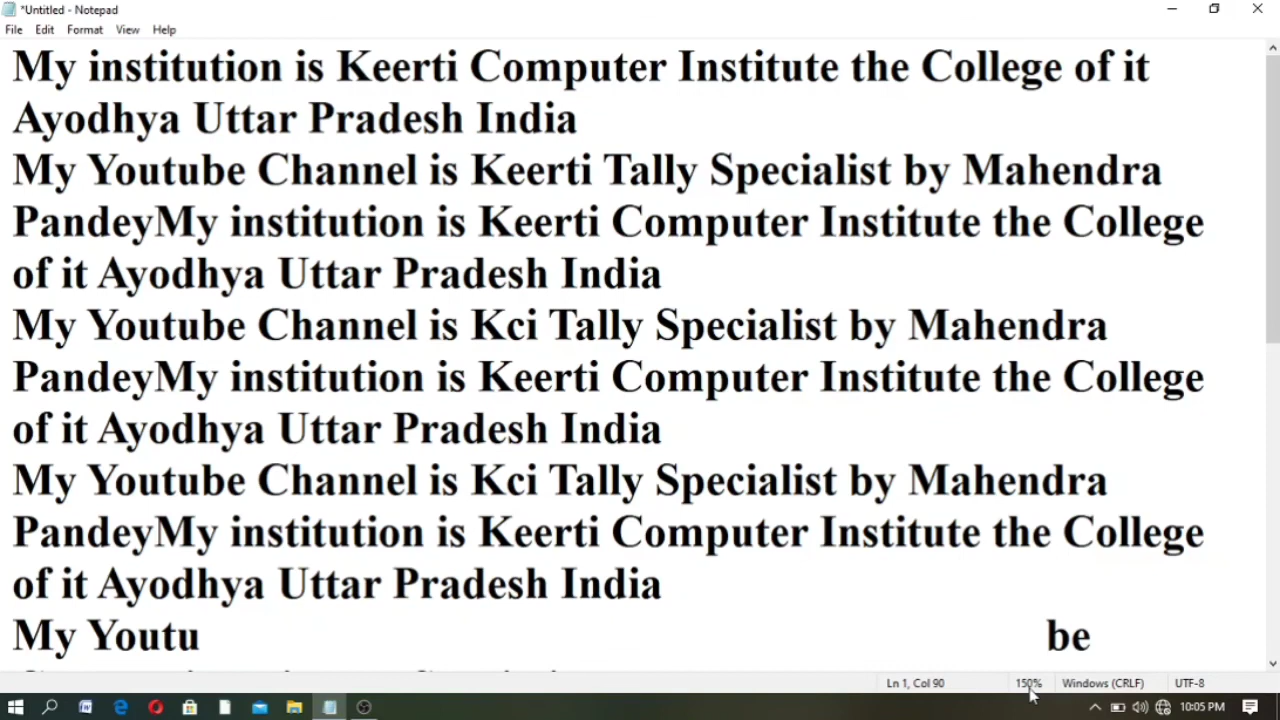 *Untitled - Notepad
File Edit Format View Help
My institution is Keerti Computer Institute the College of it
Ayodhya Uttar Pradesh India
My Youtube Channel is Keerti Tally Specialist by Mahendra
PandeyMy institution is Keerti Computer Institute the College
of it Ayodhya Uttar Pradesh India
My Youtube Channel is Kci Tally Specialist by Mahendra
PandeyMy institution is Keerti Computer Institute the College
of it Ayodhya Uttar Pradesh India
My Youtube Channel is Kci Tally Specialist by Mahendra
PandeyMy institution is Keerti Computer Institute the College
of it Ayodhya Uttar Pradesh India
My Youtu be
Ln 1, Col 90 150% Windows (CRLF) UTF-8
10:05 PM